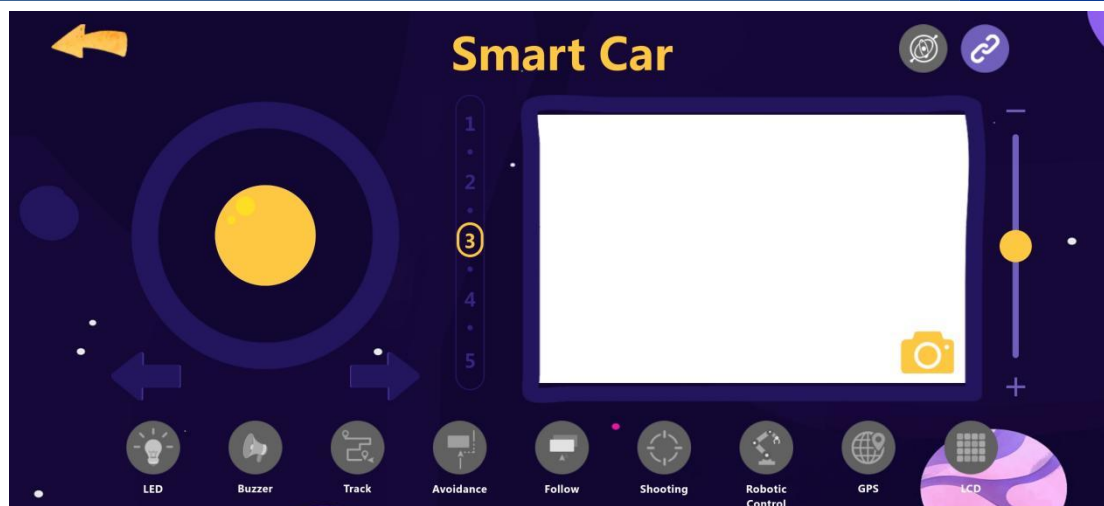 Smart Car
1
2
3
4
5
−
+
LED
Buzzer
Track
Avoidance
Follow
Shooting
Robotic
Control
GPS
LCD